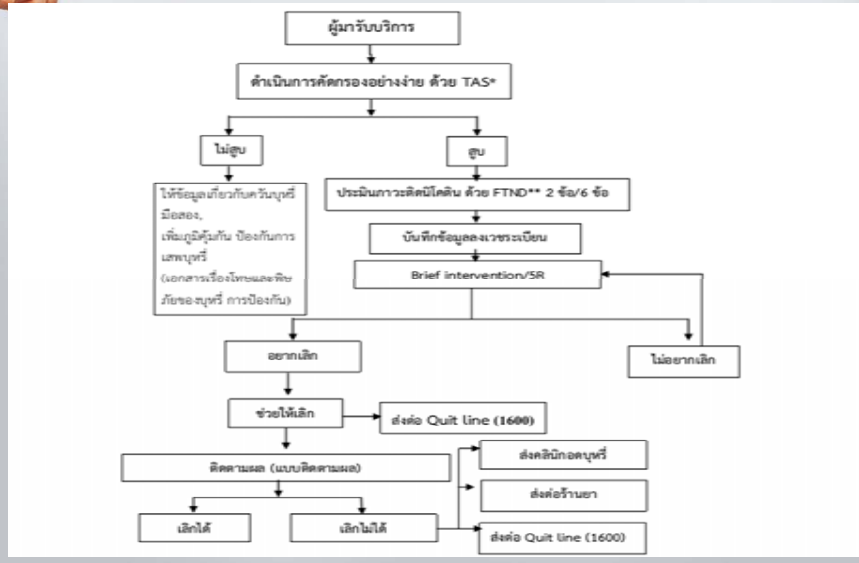 ผู้มารับบริการ
ดำเนินการคัดกรองอย่างง่าย ด้วย TAS*
ไม่สูบ
สูบ
ให้ข้อมูลเกี่ยวกับควันบุหรี่
มือสอง,
เพิ่มภูมิคุ้มกัน ป้องกันการ
เสพบุหรี่
(เอกสารเรื่องโทษและพิษ
ภัยของบุหรี่ การป้องกัน)
ประเมินภาวะติดนิโคติน ด้วย FTND** 2 ข้อ/6 ข้อ
บันทึกข้อมูลลงเวชระเบียน
Brief intervention/5R
อยากเลิก
ไม่อยากเลิก
ช่วยให้เลิก
ส่งต่อ Quit line (1600)
ติดตามผล (แบบติดตามผล)
ส่งคลินิกอดบุหรี่
ส่งต่อร้านยา
เลิกได้
เลิกไม่ได้
ส่งต่อ Quit line (1600)